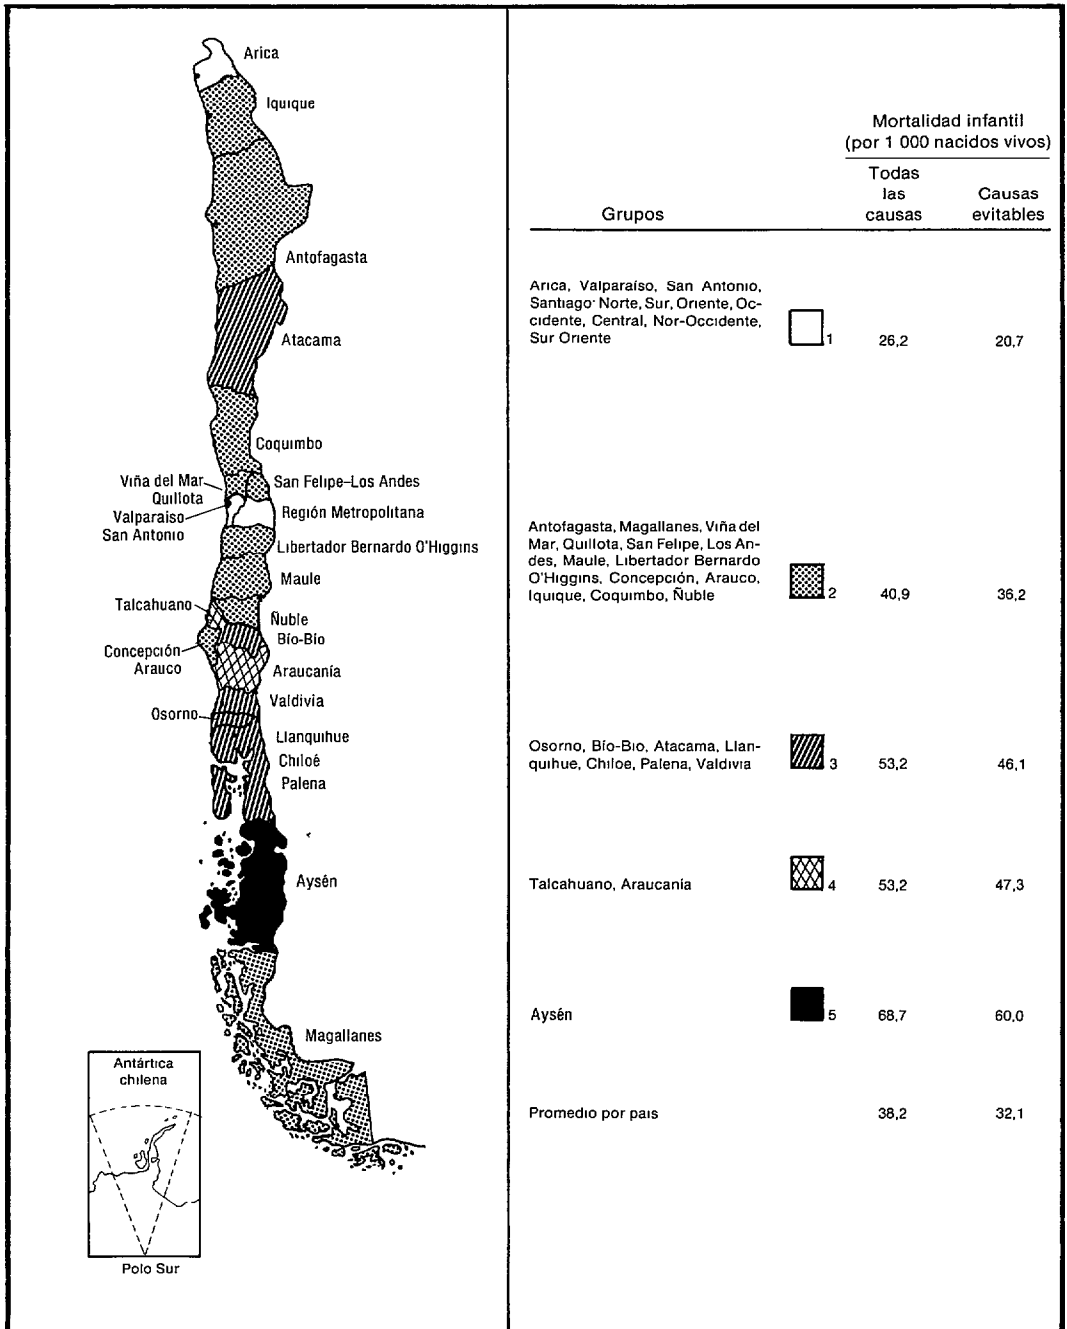 Arica
Iquique
Antofagasta
Atacama
Coquimbo
Viña del Mar
Quillota
Valparaíso
San Antonio
San Felipe–Los Andes
Región Metropolitana
Libertador Bernardo O'Higgins
Maule
Talcahuano
Ñuble
Bío-Bío
Concepción
Arauco
Araucanía
Valdivia
Osorno
Llanquihue
Chiloé
Palena
Aysén
Magallanes
Antártica
chilena
Polo Sur
Mortalidad infantil
(por 1 000 nacidos vivos)
Grupos
Todas
las
causas
Causas
evitables
Arica, Valparaíso, San Antonio,
Santiago· Norte, Sur, Oriente, Oc-
cidente, Central, Nor-Occidente,
Sur Oriente
1 26,2 20,7
Antofagasta, Magallanes, Viña del
Mar, Quillota, San Felipe, Los An-
des, Maule, Libertador Bernardo
O'Higgins, Concepción, Arauco,
Iquique, Coquimbo, Ñuble
2 40,9 36,2
Osorno, Bío-Bio, Atacama, Llan-
quihue, Chiloe, Palena, Valdivia
3 53,2 46,1
Talcahuano, Araucanía
4 53,2 47,3
Aysén
5 68,7 60,0
Promedio por pais 38,2 32,1